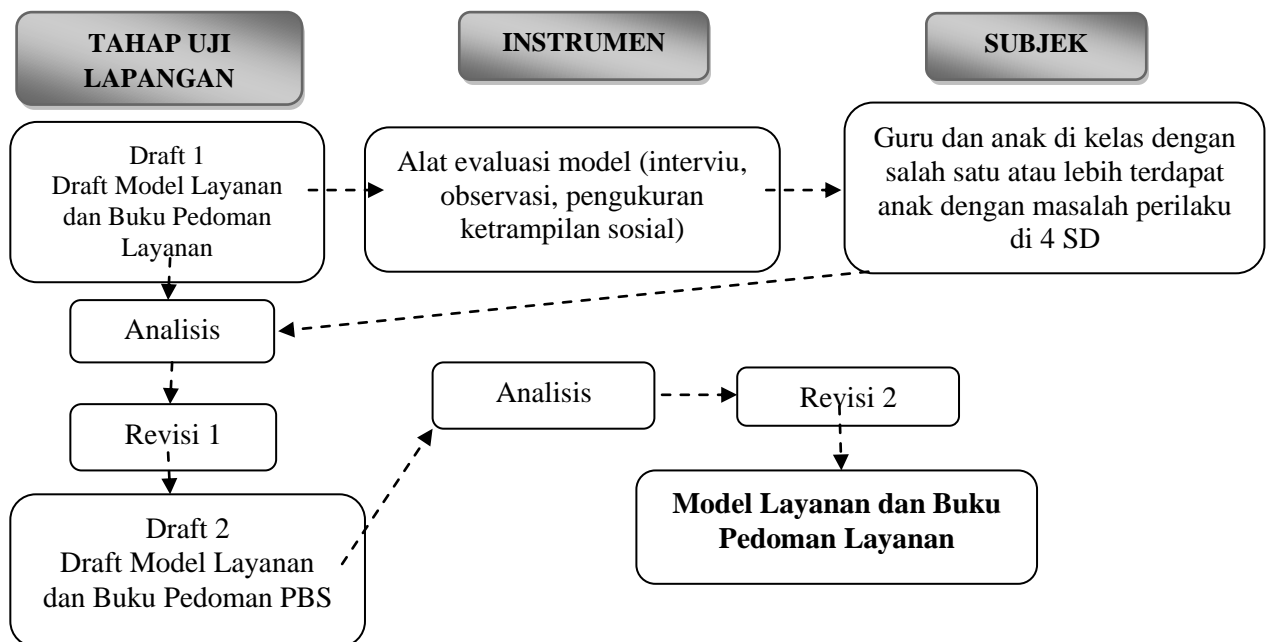 TAHAP UJI
LAPANGAN
INSTRUMEN
SUBJEK
Draft 1
Draft Model Layanan
dan Buku Pedoman
Layanan
Alat evaluasi model (interviu,
observasi, pengukuran
ketrampilan sosial)
Guru dan anak di kelas dengan
salah satu atau lebih terdapat
anak dengan masalah perilaku
di 4 SD
Analisis
Revisi 1
Draft 2
Draft Model Layanan
dan Buku Pedoman PBS
Analisis
Revisi 2
Model Layanan dan Buku
Pedoman Layanan